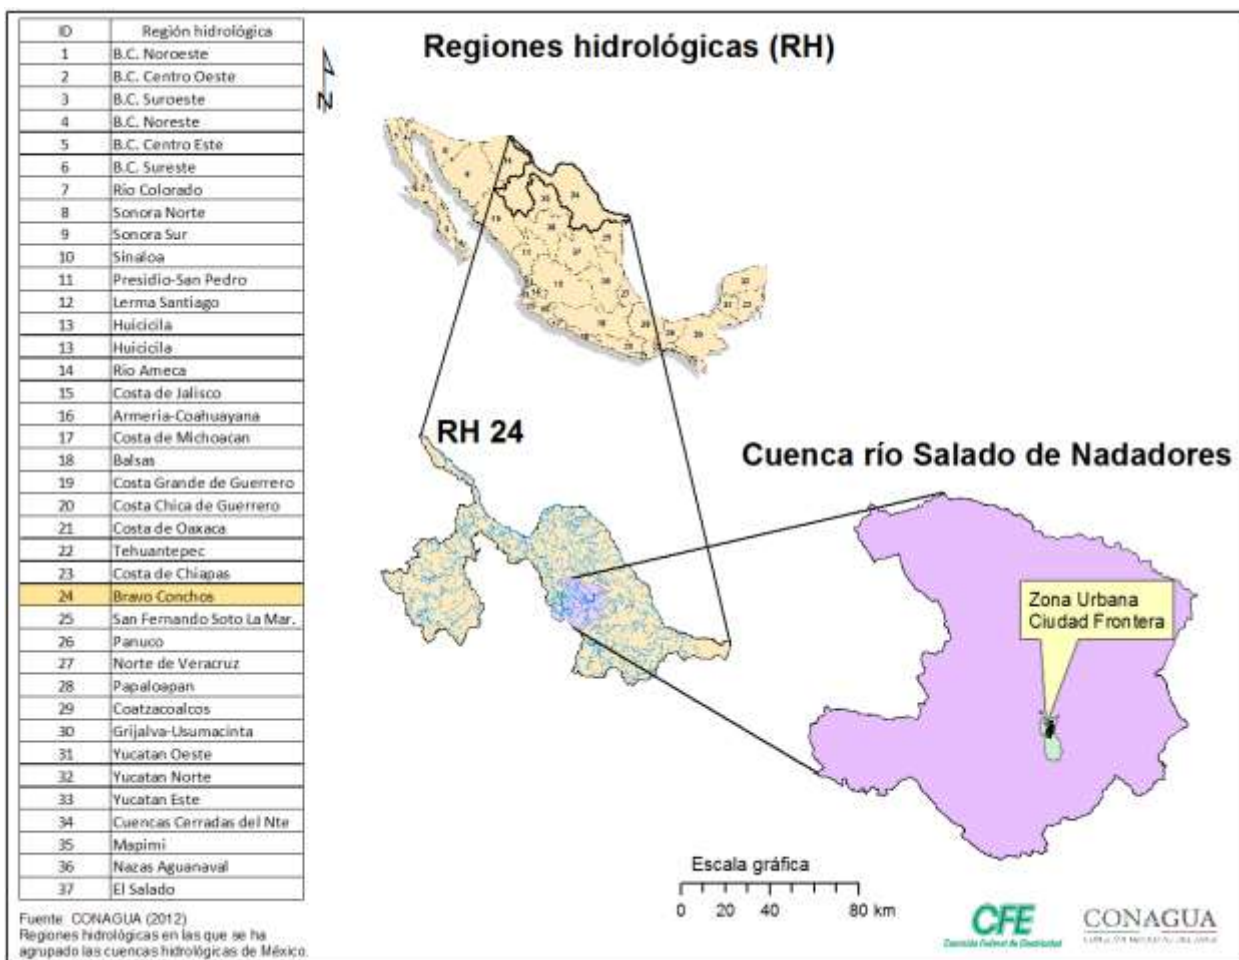 ID Región hidrológica
1 B.C. Noroeste
2 B.C. Centro Oeste
3 B.C. Suroeste
4 B.C. Noreste
5 B.C. Centro Este
6 B.C. Sureste
7 Rio Colorado
8 Sonora Norte
9 Sonora Sur
10 Sinaloa
11 Presidio-San Pedro
12 Lerma Santiago
13 Huicicila
13 Huicicila
14 Rio Ameca
15 Costa de Jalisco
16 Armeria-Coahuayana
17 Costa de Michoacan
18 Balsas
19 Costa Grande de Guerrero
20 Costa Chica de Guerrero
21 Costa de Oaxaca
22 Tehuantepec
23 Costa de Chiapas
24 Bravo Conchos
25 San Fernando Soto La Mar.
26 Panuco
27 Norte de Veracruz
28 Papaloapan
29 Coatzacoalcos
30 Grijalva-Usumacinta
31 Yucatan Oeste
32 Yucatan Norte
33 Yucatan Este
34 Cuencas Cerradas del Nte
35 Mapimi
36 Nazas Aguanaval
37 El Salado
Fuente: CONAGUA (2012)
Regiones hidrológicas en las que se ha
agrupado las cuencas hidrológicas de México.
N
Regiones hidrológicas (RH)
RH 24
Cuenca río Salado de Nadadores
Zona Urbana
Ciudad Frontera
Escala gráfica
0 20 40 80 km
CFE
Comisión Federal de Electricidad
CONAGUA